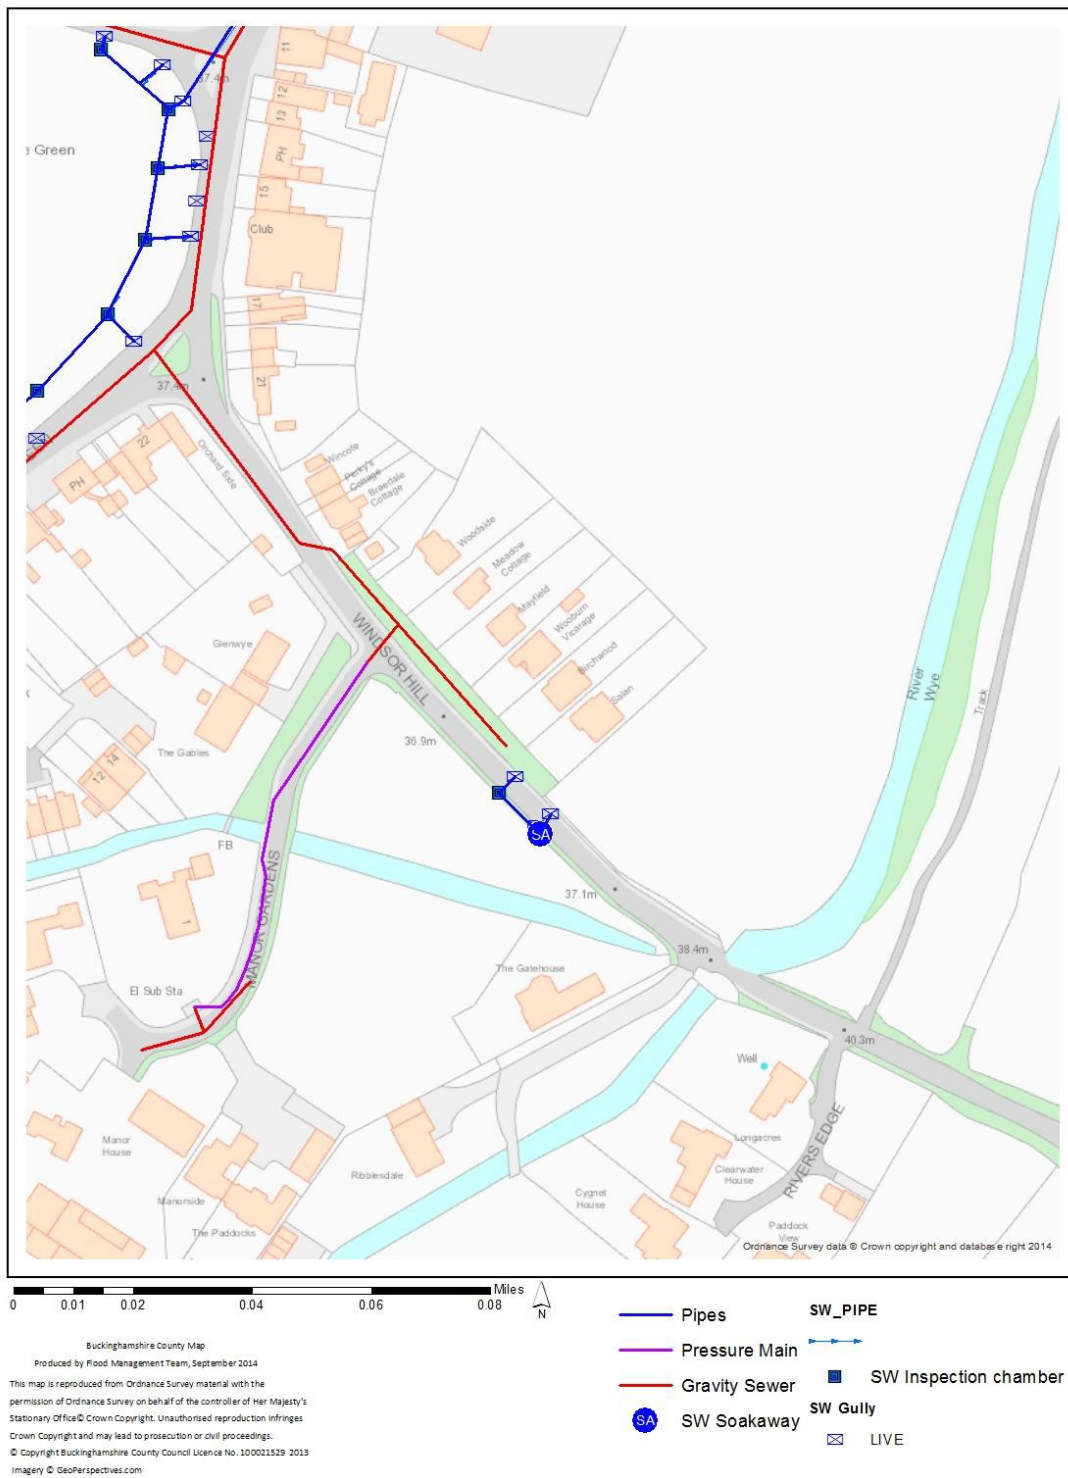 11
37.4m
12
13
e Green
PH
15
Club
17
37.4m
21
22
Orchard Side
PH
Wincote
Perky's
Cottage
Braedale
Cottage
Woodside
Meadow
Cottage
Mayfield
Wooburn
Vicarage
Birchwood
Salan
WINDSOR HILL
Glenwye
River
Wye
Track
36.9m
The Gables
14
12
SA
FB
MANOR GARDENS
1
37.1m
38.4m
The Gatehouse
El Sub Sta
40.3m
Well
Longacres
RIVERS EDGE
Manor
House
Ribblesdale
Clearwater
House
Manorside
Cygnet
House
The Paddocks
Paddock
View
Ordnance Survey data © Crown copyright and database right 2014
Miles
0 0.01 0.02 0.04 0.06 0.08
N
Pipes
Pressure Main
Gravity Sewer
SA SW Soakaway
SW_PIPE
SW Inspection chamber
SW Gully
LIVE
Buckinghamshire County Map
Produced by Flood Management Team, September 2014
This map is reproduced from Ordnance Survey material with the
permission of Ordnance Survey on behalf of the controller of Her Majesty's
Stationary Office© Crown Copyright. Unauthorised reproduction infringes
Crown Copyright and may lead to prosecution or civil proceedings.
© Copyright Buckinghamshire County Council Licence No. 100021529 2013
Imagery © GeoPerspectives.com